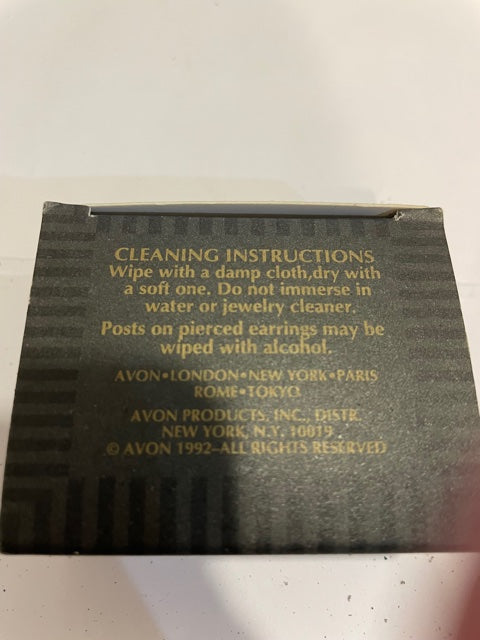 CLEANING INSTRUCTIONS
Wipe with a damp cloth,dry with
a soft one. Do not immerse in
water or jewelry cleaner.
Posts on pierced earrings may be
wiped with alcohol.
AVON•LONDON•NEW YORK•PARIS
ROME•TOKYO
AVON PRODUCTS, INC., DISTR.
NEW YORK, N.Y. 10019
© AVON 1992–ALL RIGHTS RESERVED